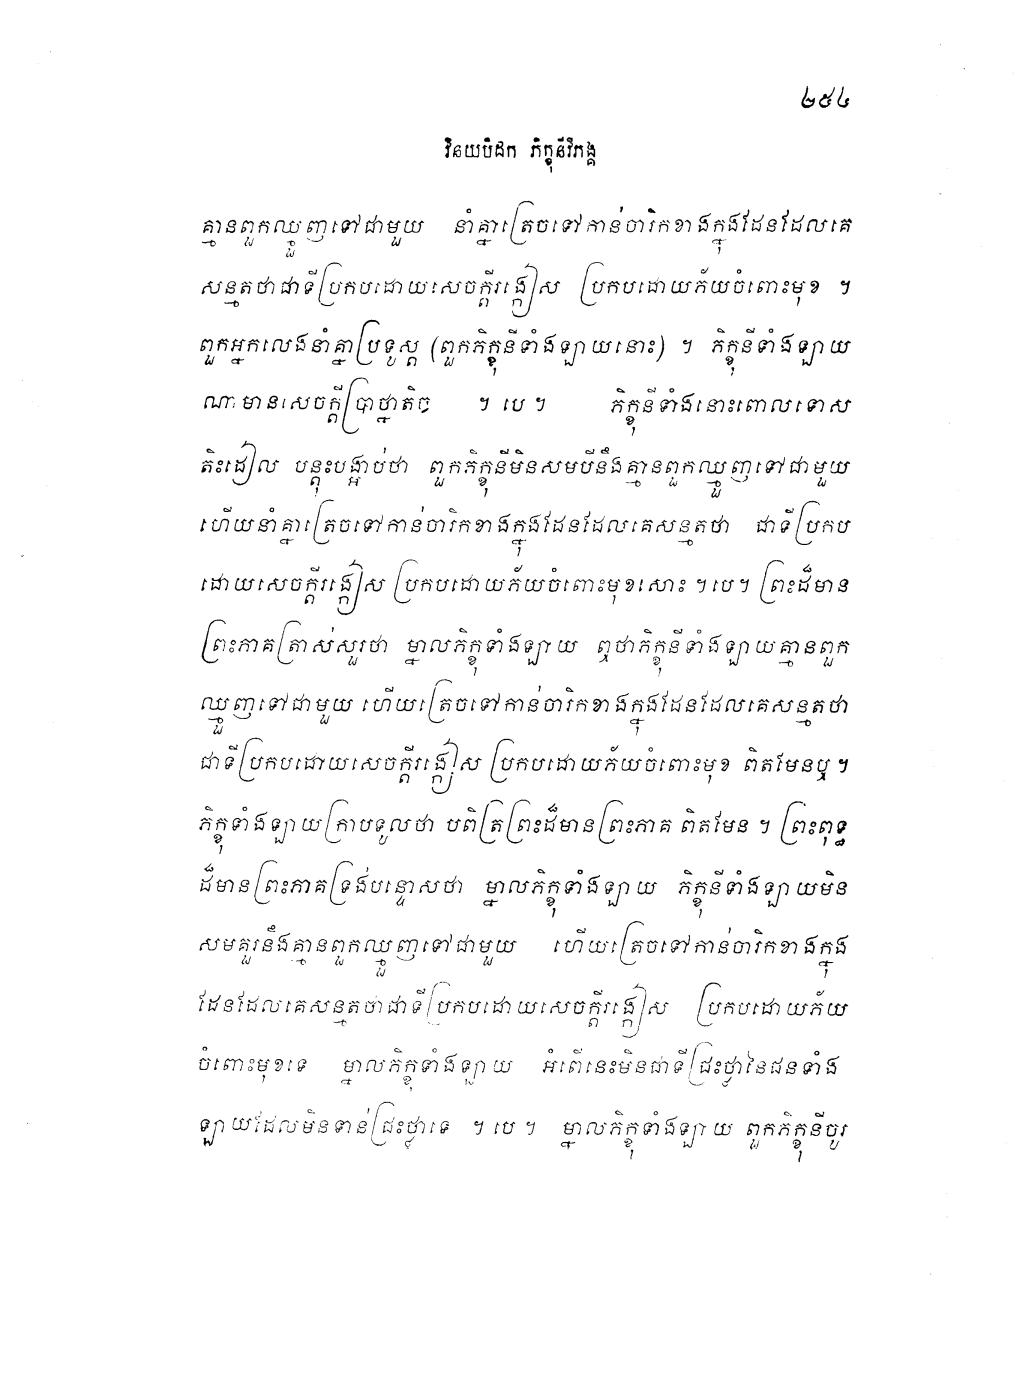 ២៥៤
វិនយបិដក ភិក្ខុនីវិភង្គ
គ្មានពួកឈ្មួញទៅជាមួយ នាំគ្នាត្រេចទៅកាន់ចារិកខាងក្នុងដែនដែលគេ
សន្មតថាជាទីប្រកបដោយសេចក្តីរង្កៀស ប្រកបដោយភ័យចំពោះមុខ ។
ពួកអ្នកលេងនាំគ្នាប្រទូស្ត (ពួកភិក្ខុនីទាំងឡាយនោះ) ។ ភិក្ខុនីទាំងឡាយ
ណាមានសេចក្តីប្រាថ្នាតិច ។ បេ ។ ភិក្ខុនីទាំងនោះពោលទោស
តិះដៀល បន្តុះបង្អាប់ថា ពួកភិក្ខុនីមិនសមបីនឹងគ្មានពួកឈ្មួញទៅជាមួយ
ហើយនាំគ្នាត្រេចទៅកាន់ចារិកខាងក្នុងដែនដែលគេសន្មតថា ជាទីប្រកប
ដោយសេចក្តីរង្កៀស ប្រកបដោយភ័យចំពោះមុខសោះ ។ បេ ។ ព្រះដ៏មាន
ព្រះភាគត្រាស់សួរថា ម្នាលភិក្ខុទាំងឡាយ ឮថាភិក្ខុនីទាំងឡាយគ្មានពួក
ឈ្មួញទៅជាមួយ ហើយត្រេចទៅកាន់ចារិកខាងក្នុងដែនដែលគេសន្មតថា
ជាទីប្រកបដោយសេចក្តីរង្កៀស ប្រកបដោយភ័យចំពោះមុខ ពិតមែនឬ ។
ភិក្ខុទាំងឡាយក្រាបទូលថា បពិត្រព្រះដ៏មានព្រះភាគ ពិតមែន ។ ព្រះពុទ្ធ
ដ៏មានព្រះភាគទ្រង់បន្ទោសថា ម្នាលភិក្ខុទាំងឡាយ ភិក្ខុនីទាំងឡាយមិន
សមគួរនឹងគ្មានពួកឈ្មួញទៅជាមួយ ហើយត្រេចទៅកាន់ចារិកខាងក្នុង
ដែនដែលគេសន្មតថាជាទីប្រកបដោយសេចក្តីរង្កៀស ប្រកបដោយភ័យ
ចំពោះមុខទេ ម្នាលភិក្ខុទាំងឡាយ អំពើនេះមិនជាទីជ្រះថ្លានៃជនទាំង
ឡាយដែលមិនទាន់ជ្រះថ្លាទេ ។ បេ ។ ម្នាលភិក្ខុទាំងឡាយ ពួកភិក្ខុនីចូរ